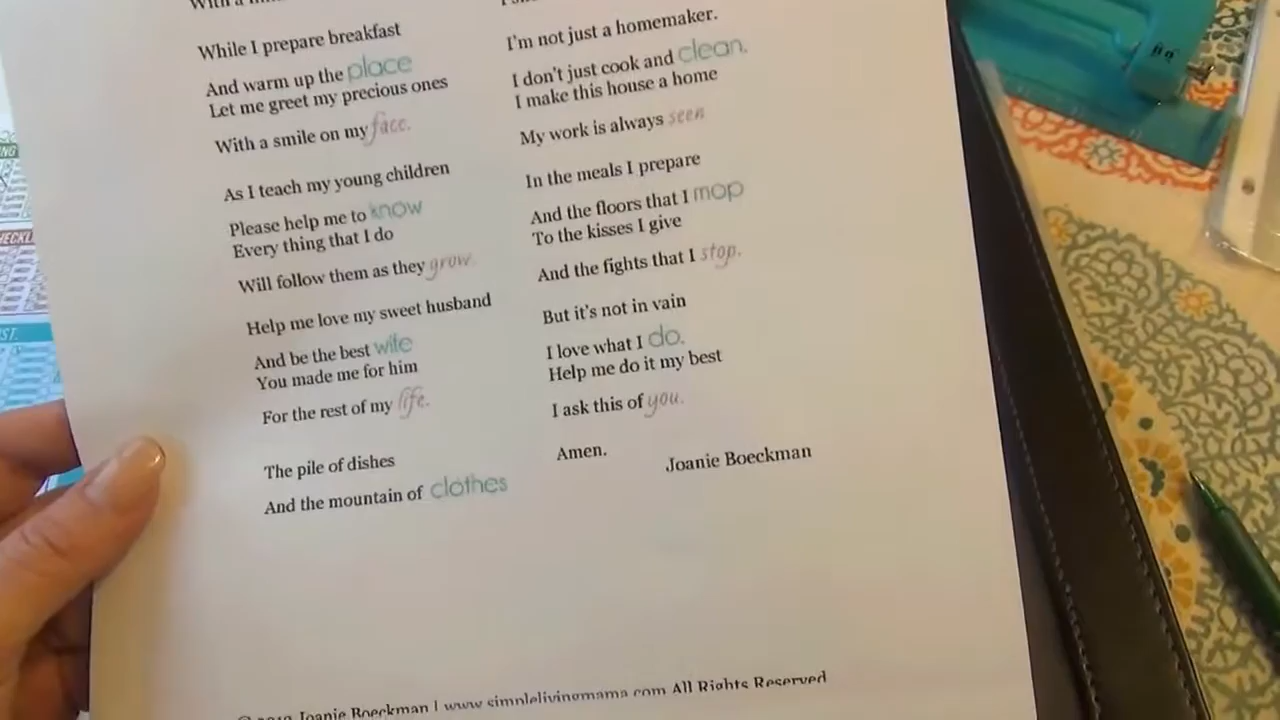 While I prepare breakfast
And warm up the place
Let me greet my precious ones
With a smile on my face.
As I teach my young children
Please help me to know
Every thing that I do
Will follow them as they grow.
Help me love my sweet husband
And be the best wife
You made me for him
For the rest of my life.
The pile of dishes
And the mountain of clothes
I'm not just a homemaker.
I don't just cook and clean.
I make this house a home
My work is always seen
In the meals I prepare
And the floors that I mop
To the kisses I give
And the fights that I stop.
But it's not in vain
I love what I do.
Help me do it my best
I ask this of you.
Amen.
Joanie Boeckman
Joanie Boeckman | www.simplelivingmama.com All Rights Reserved